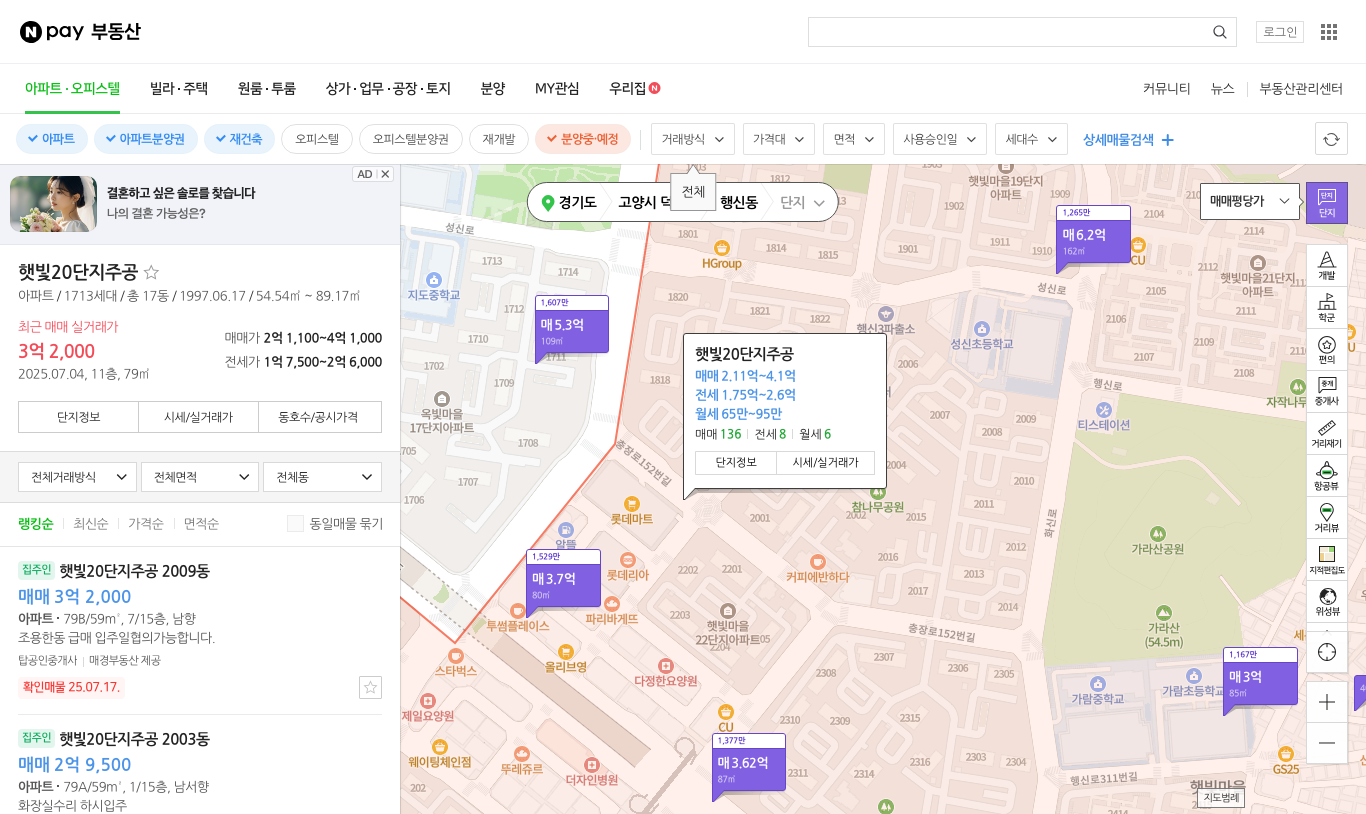 N pay 부동산
로그인
아파트·오피스텔
빌라·주택
원룸·투룸
상가·업무·공장·토지
분양
MY관심
우리집 N
커뮤니티
뉴스
부동산관리센터
아파트
아파트분양권
재건축
오피스텔
오피스텔분양권
재개발
분양중·예정
거래방식
가격대
면적
사용승인일
세대수
상세매물검색
전체
AD
결혼하고 싶은 솔로를 찾습니다
나의 결혼 가능성은?
햇빛20단지주공
아파트 / 1713세대 / 총 17동 / 1997.06.17 / 54.54㎡ ~ 89.17㎡
최근 매매 실거래가
3억 2,000
2025.07.04, 11층, 79㎡
매매가 2억 1,100~4억 1,000
전세가 1억 7,500~2억 6,000
단지정보
시세/실거래가
동호수/공시가격
전체거래방식
전체면적
전체동
랭킹순
최신순
가격순
면적순
동일매물 묶기
집주인 햇빛20단지주공 2009동
매매 3억 2,000
아파트 · 79B/59m², 7/15층, 남향
조용한동 급매 입주일협의가능합니다.
탑공인중개사 | 매경부동산 제공
확인매물 25.07.17.
집주인 햇빛20단지주공 2003동
매매 2억 9,500
아파트 · 79A/59m², 1/15층, 남서향
화장실수리 하시입주
경기도
고양시 덕
행신동
단지
매매평당가
단지
단지
개발
학군
편의
중개
중개사
거리재기
항공뷰
거리뷰
지적편집도
위성뷰
지도범례
햇빛20단지주공
매매 2.11억~4.1억
전세 1.75억~2.6억
월세 65만~95만
매매 136
전세 8
월세 6
단지정보
시세/실거래가
1,265만
매 6.2억
162㎡
1,607만
매 5.3억
109㎡
1,529만
매 3.7억
80㎡
1,377만
매 3.62억
87㎡
1,167만
매 3억
85㎡
성신로
1713
1714
지도중학교
1712
1710
1711
1702
1709
옥빛마을
17단지아파트
1708
1705
1706
1707
1803
1812
1801
1814
1815
HGroup
1820
1821
1822
1818
행신3파출소
충장로152번길
1903
햇빛마을19단지
아파트
1901
1911
1910
CU
2104
2112
햇빛마을21단지
아파트
2114
성신로
성신초등학교
2106
2107
2109
2108
행신로
자작나무
티스테이션
2007
2008
2002
2004
참나무공원
2001
2012
화신로
가라산공원
롯데마트
알뜰
롯데리아
2202
2201
커피에반하다
2016
2017
2013
2014
투썸플레이스
파리바게뜨
2203
햇빛마을
22단지아파트
2204
충장로152번길
가라산
(54.5m)
스타벅스
올리브영
다정한요양원
2302
2301
2307
2306
2305
2308
제일요양원
CU
2310
2309
2315
가람중학교
가람초등학교
웨이팅체인점
뚜레쥬르
더자인병원
2311
2314
2313
행신로311번길
GS25
202